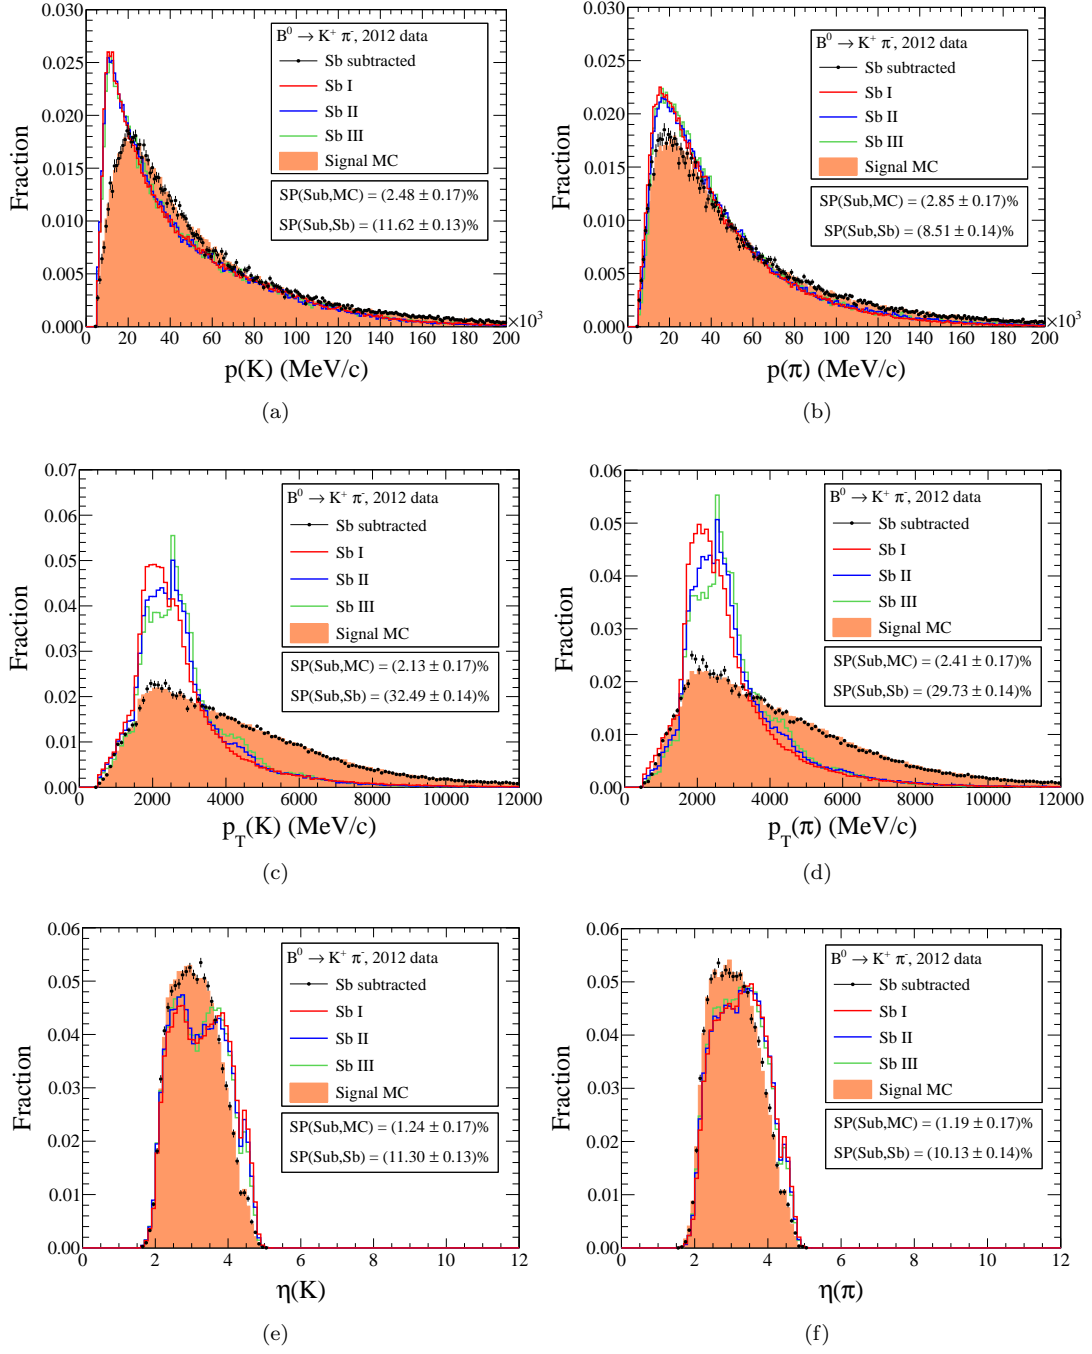 B⁰ → K⁺ π⁻, 2012 data
Sb subtracted
Sb I
Sb II
Sb III
Signal MC
SP(Sub,MC) = (2.48 ± 0.17)%
SP(Sub,Sb) = (11.62 ± 0.13)%
Fraction
0.030
0.025
0.020
0.015
0.010
0.005
0.000
0 20 40 60 80 100 120 140 160 180 200
×10³
p(K) (MeV/c)
(a)
B⁰ → K⁺ π⁻, 2012 data
Sb subtracted
Sb I
Sb II
Sb III
Signal MC
SP(Sub,MC) = (2.85 ± 0.17)%
SP(Sub,Sb) = (8.51 ± 0.14)%
Fraction
0.030
0.025
0.020
0.015
0.010
0.005
0.000
0 20 40 60 80 100 120 140 160 180 200
×10³
p(π) (MeV/c)
(b)
B⁰ → K⁺ π⁻, 2012 data
Sb subtracted
Sb I
Sb II
Sb III
Signal MC
SP(Sub,MC) = (2.13 ± 0.17)%
SP(Sub,Sb) = (32.49 ± 0.14)%
Fraction
0.07
0.06
0.05
0.04
0.03
0.02
0.01
0.00
0 2000 4000 6000 8000 10000 12000
p_T(K) (MeV/c)
(c)
B⁰ → K⁺ π⁻, 2012 data
Sb subtracted
Sb I
Sb II
Sb III
Signal MC
SP(Sub,MC) = (2.41 ± 0.17)%
SP(Sub,Sb) = (29.73 ± 0.14)%
Fraction
0.06
0.05
0.04
0.03
0.02
0.01
0.00
0 2000 4000 6000 8000 10000 12000
p_T(π) (MeV/c)
(d)
B⁰ → K⁺ π⁻, 2012 data
Sb subtracted
Sb I
Sb II
Sb III
Signal MC
SP(Sub,MC) = (1.24 ± 0.17)%
SP(Sub,Sb) = (11.30 ± 0.13)%
Fraction
0.06
0.05
0.04
0.03
0.02
0.01
0.00
0 2 4 6 8 10 12
η(K)
(e)
B⁰ → K⁺ π⁻, 2012 data
Sb subtracted
Sb I
Sb II
Sb III
Signal MC
SP(Sub,MC) = (1.19 ± 0.17)%
SP(Sub,Sb) = (10.13 ± 0.14)%
Fraction
0.06
0.05
0.04
0.03
0.02
0.01
0.00
0 2 4 6 8 10 12
η(π)
(f)